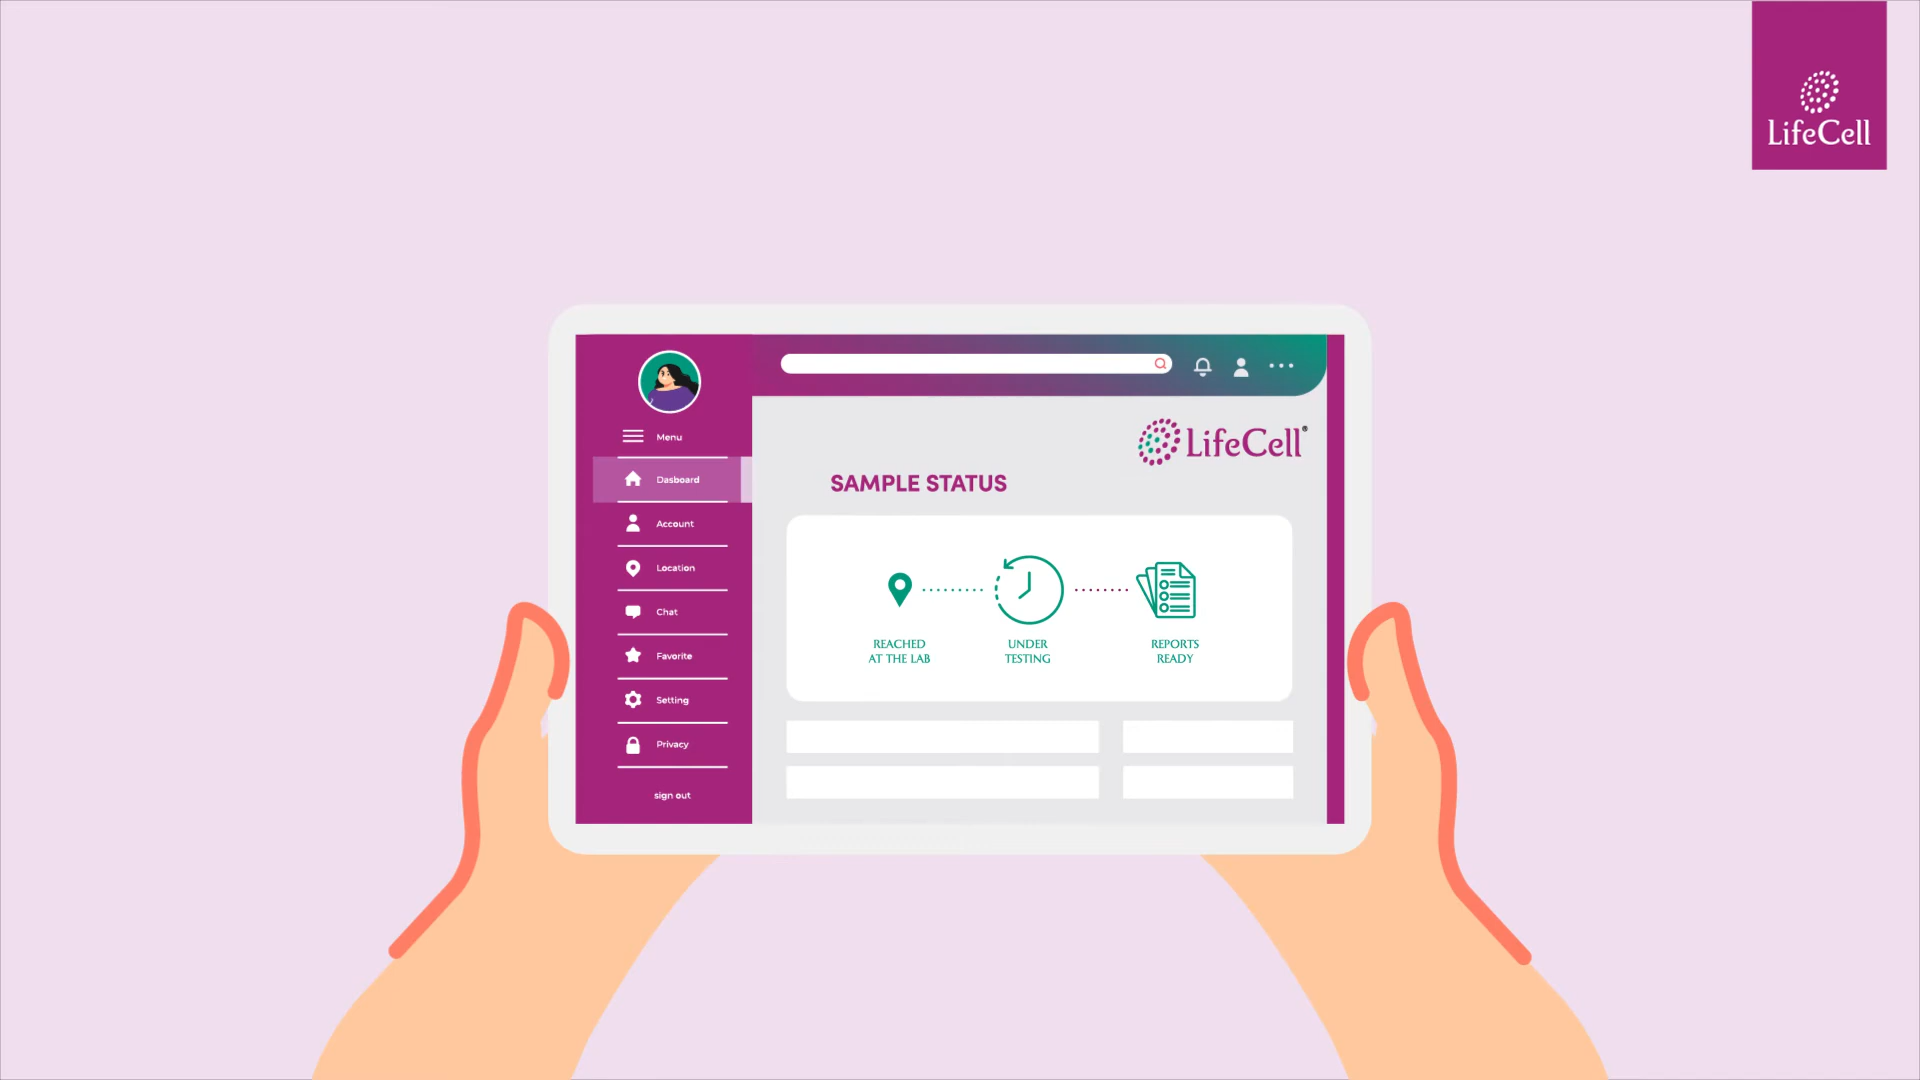 LifeCell
Menu
Dasboard
Account
Location
Chat
Favorite
Setting
Privacy
sign out
LifeCell®
SAMPLE STATUS
REACHED
AT THE LAB
UNDER
TESTING
REPORTS
READY